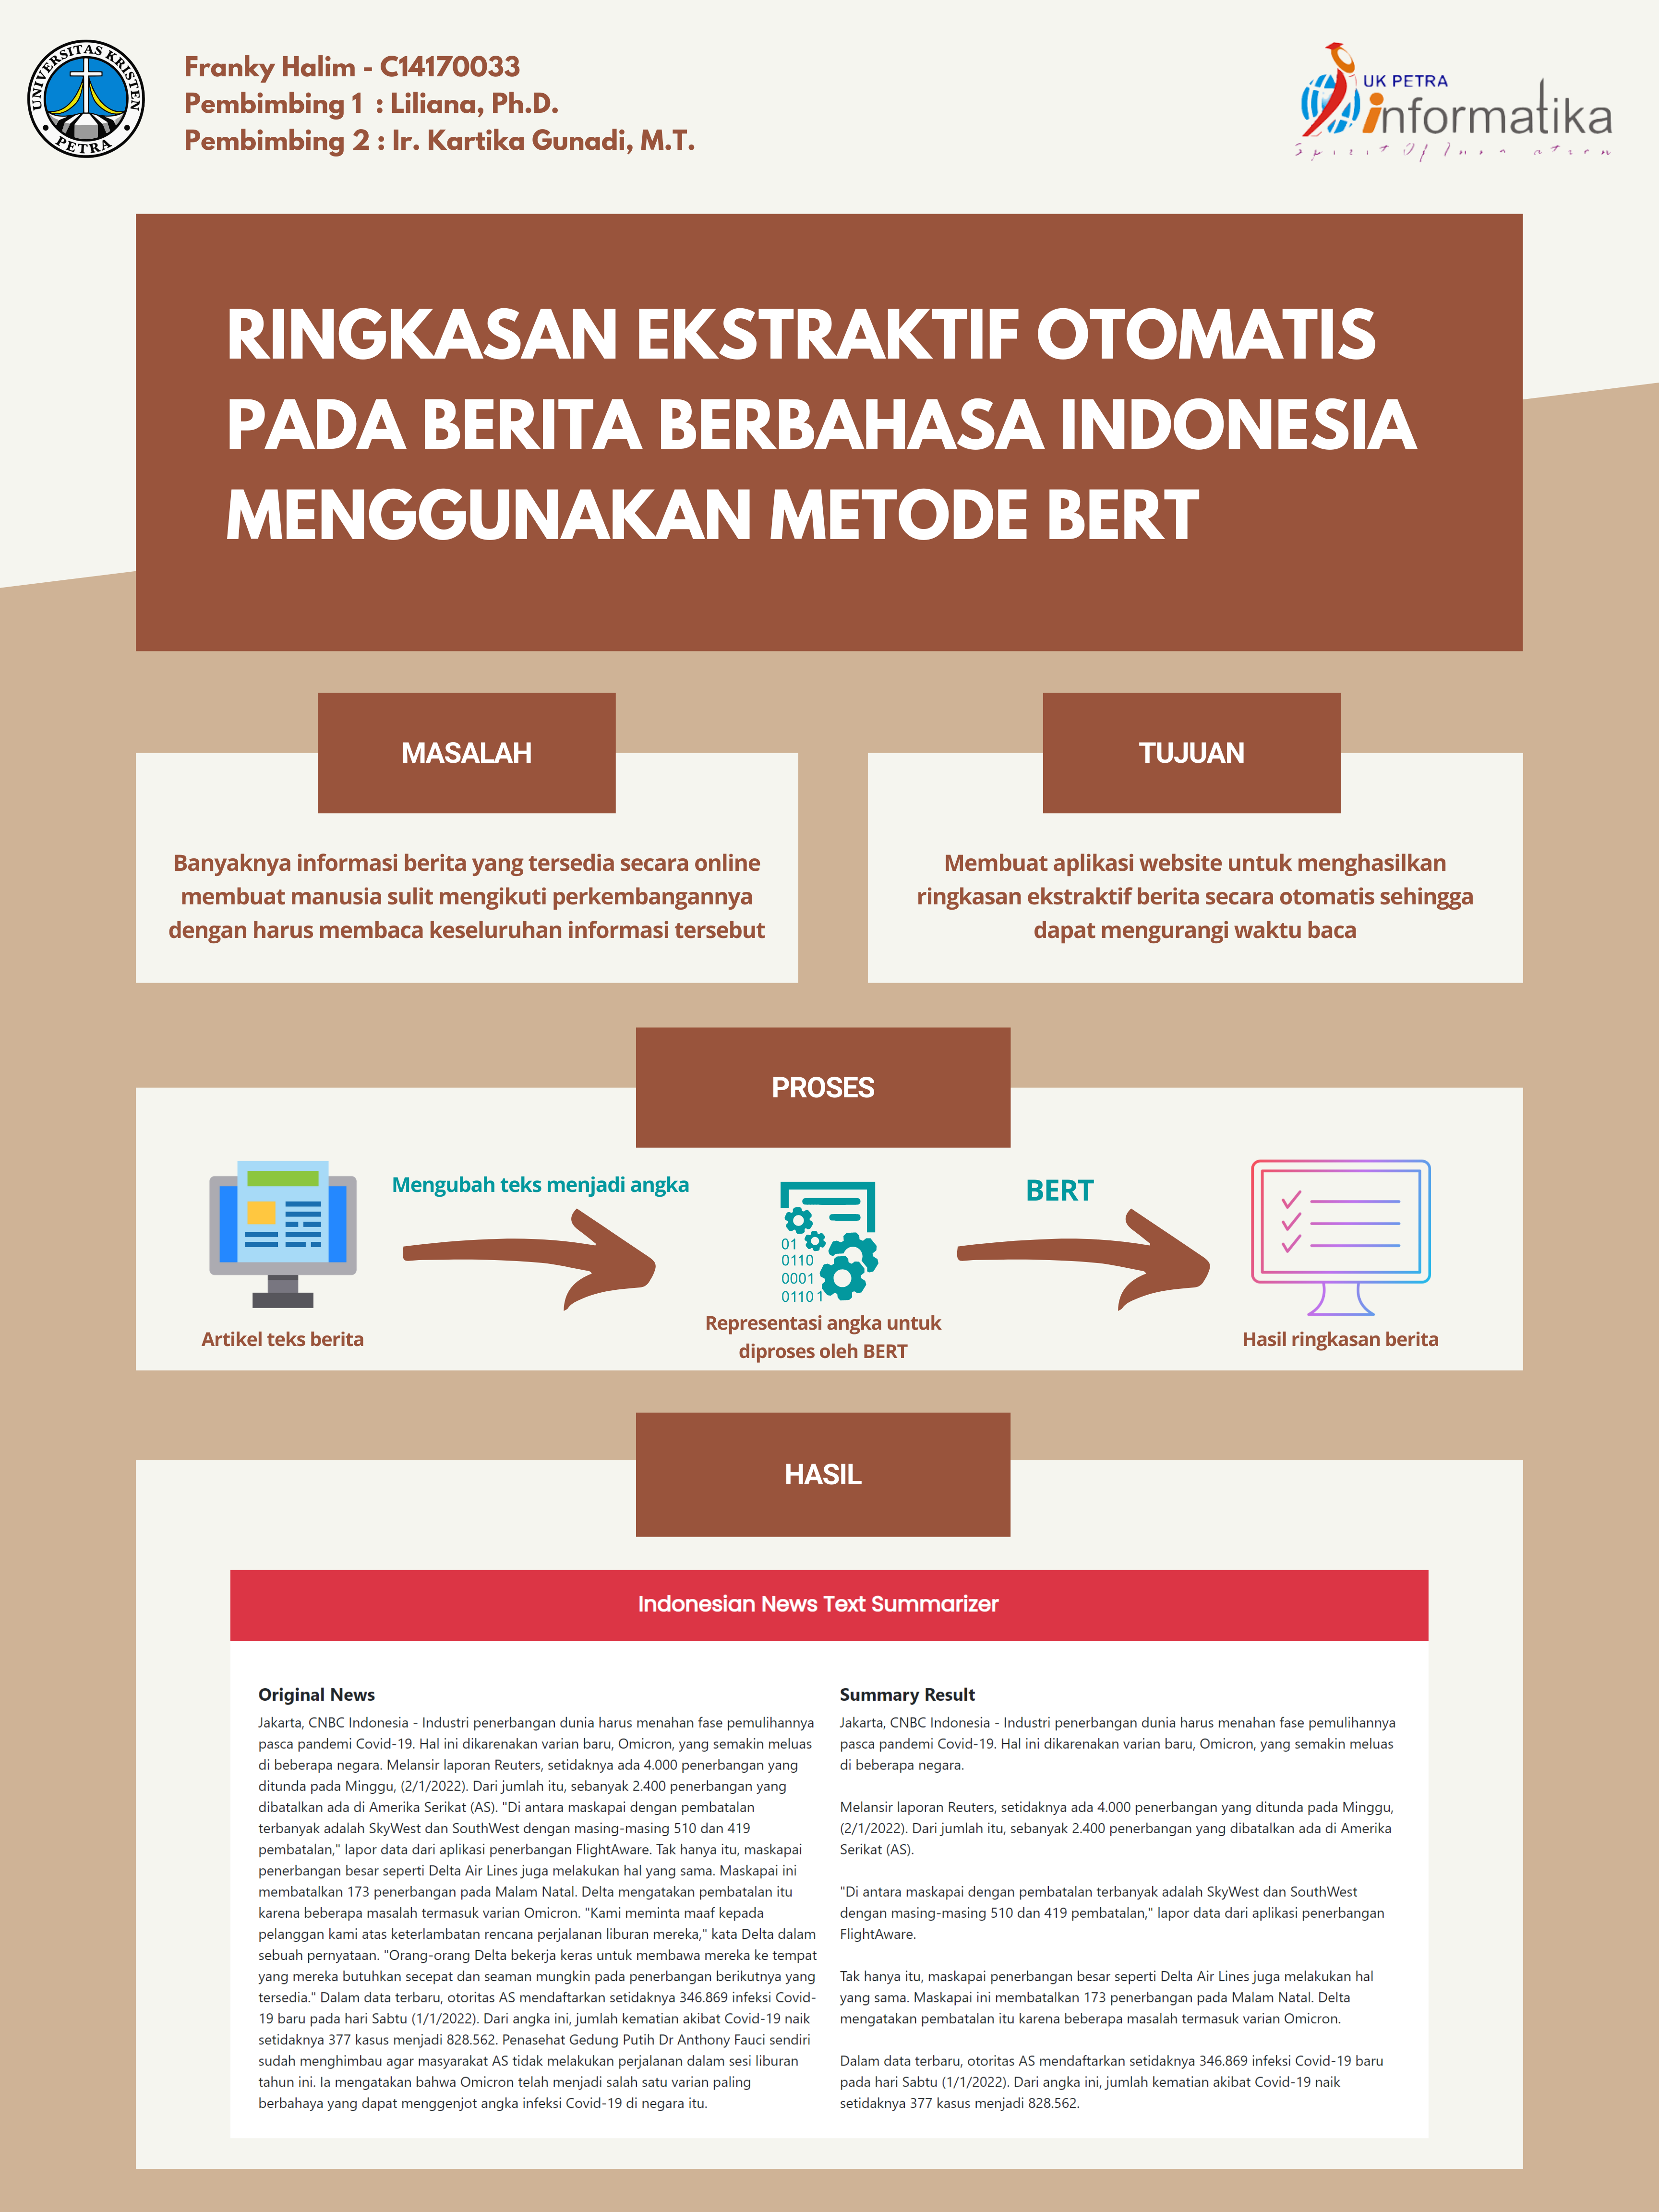 UNIVERSITAS KRISTEN
PETRA
Franky Halim - C14170033
Pembimbing 1 : Liliana, Ph.D.
Pembimbing 2 : Ir. Kartika Gunadi, M.T.
UK PETRA
informatika
RINGKASAN EKSTRAKTIF OTOMATIS
PADA BERITA BERBAHASA INDONESIA
MENGGUNAKAN METODE BERT
MASALAH
Banyaknya informasi berita yang tersedia secara online
membuat manusia sulit mengikuti perkembangannya
dengan harus membaca keseluruhan informasi tersebut
TUJUAN
Membuat aplikasi website untuk menghasilkan
ringkasan ekstraktif berita secara otomatis sehingga
dapat mengurangi waktu baca
PROSES
Artikel teks berita
Mengubah teks menjadi angka
01
0110
0001
0110 1
Representasi angka untuk
diproses oleh BERT
BERT
Hasil ringkasan berita
HASIL
Indonesian News Text Summarizer
Original News
Jakarta, CNBC Indonesia - Industri penerbangan dunia harus menahan fase pemulihannya
pasca pandemi Covid-19. Hal ini dikarenakan varian baru, Omicron, yang semakin meluas
di beberapa negara. Melansir laporan Reuters, setidaknya ada 4.000 penerbangan yang
ditunda pada Minggu, (2/1/2022). Dari jumlah itu, sebanyak 2.400 penerbangan yang
dibatalkan ada di Amerika Serikat (AS). "Di antara maskapai dengan pembatalan
terbanyak adalah SkyWest dan SouthWest dengan masing-masing 510 dan 419
pembatalan," lapor data dari aplikasi penerbangan FlightAware. Tak hanya itu, maskapai
penerbangan besar seperti Delta Air Lines juga melakukan hal yang sama. Maskapai ini
membatalkan 173 penerbangan pada Malam Natal. Delta mengatakan pembatalan itu
karena beberapa masalah termasuk varian Omicron. "Kami meminta maaf kepada
pelanggan kami atas keterlambatan rencana perjalanan liburan mereka," kata Delta dalam
sebuah pernyataan. "Orang-orang Delta bekerja keras untuk membawa mereka ke tempat
yang mereka butuhkan secepat dan seaman mungkin pada penerbangan berikutnya yang
tersedia." Dalam data terbaru, otoritas AS mendaftarkan setidaknya 346.869 infeksi Covid-
19 baru pada hari Sabtu (1/1/2022). Dari angka ini, jumlah kematian akibat Covid-19 naik
setidaknya 377 kasus menjadi 828.562. Penasehat Gedung Putih Dr Anthony Fauci sendiri
sudah menghimbau agar masyarakat AS tidak melakukan perjalanan dalam sesi liburan
tahun ini. Ia mengatakan bahwa Omicron telah menjadi salah satu varian paling
berbahaya yang dapat menggenjot angka infeksi Covid-19 di negara itu.
Summary Result
Jakarta, CNBC Indonesia - Industri penerbangan dunia harus menahan fase pemulihannya
pasca pandemi Covid-19. Hal ini dikarenakan varian baru, Omicron, yang semakin meluas
di beberapa negara.
Melansir laporan Reuters, setidaknya ada 4.000 penerbangan yang ditunda pada Minggu,
(2/1/2022). Dari jumlah itu, sebanyak 2.400 penerbangan yang dibatalkan ada di Amerika
Serikat (AS).
"Di antara maskapai dengan pembatalan terbanyak adalah SkyWest dan SouthWest
dengan masing-masing 510 dan 419 pembatalan," lapor data dari aplikasi penerbangan
FlightAware.
Tak hanya itu, maskapai penerbangan besar seperti Delta Air Lines juga melakukan hal
yang sama. Maskapai ini membatalkan 173 penerbangan pada Malam Natal. Delta
mengatakan pembatalan itu karena beberapa masalah termasuk varian Omicron.
Dalam data terbaru, otoritas AS mendaftarkan setidaknya 346.869 infeksi Covid-19 baru
pada hari Sabtu (1/1/2022). Dari angka ini, jumlah kematian akibat Covid-19 naik
setidaknya 377 kasus menjadi 828.562.